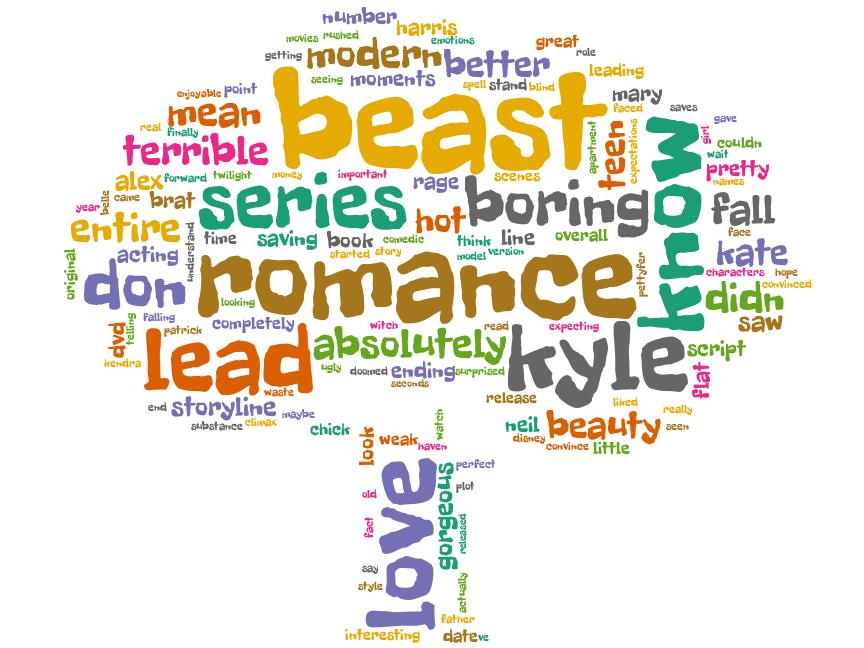 number
harris
movies rushed
emotions
great
role
getting
modern
better
leading
seeing
moments
spell
stand
blind
enjoyable
point
beast
mary
saves
mean
faced
gave
real
finally
apartment
teen
expectations
know
girl
couldn
terrible
wait
pretty
names
alex
forward
twilight
money
important
rage
scenes
year
belle
came
brat
series
hot
boring
fall
entire
understand
time
saving
book
comedic
think
line
overall
face
kate
original
acting
started
story
model
version
pettyfer
characters
hope
convinced
don
romance
looking
didn
dvd
telling
falling
patrick
completely
witch
read
expecting
saw
kendra
lead
absolutely
kyle
script
flat
ugly
doomed
ending
surprised
seconds
waste
release
liked
really
end
storyline
maybe
substance
climax
chick
look
weak
haven
watch
neil
beauty
seen
disney
convince
little
love
gorgeous
perfect
plot
old
fact
released
say
style
actually
father
interesting
date
ve